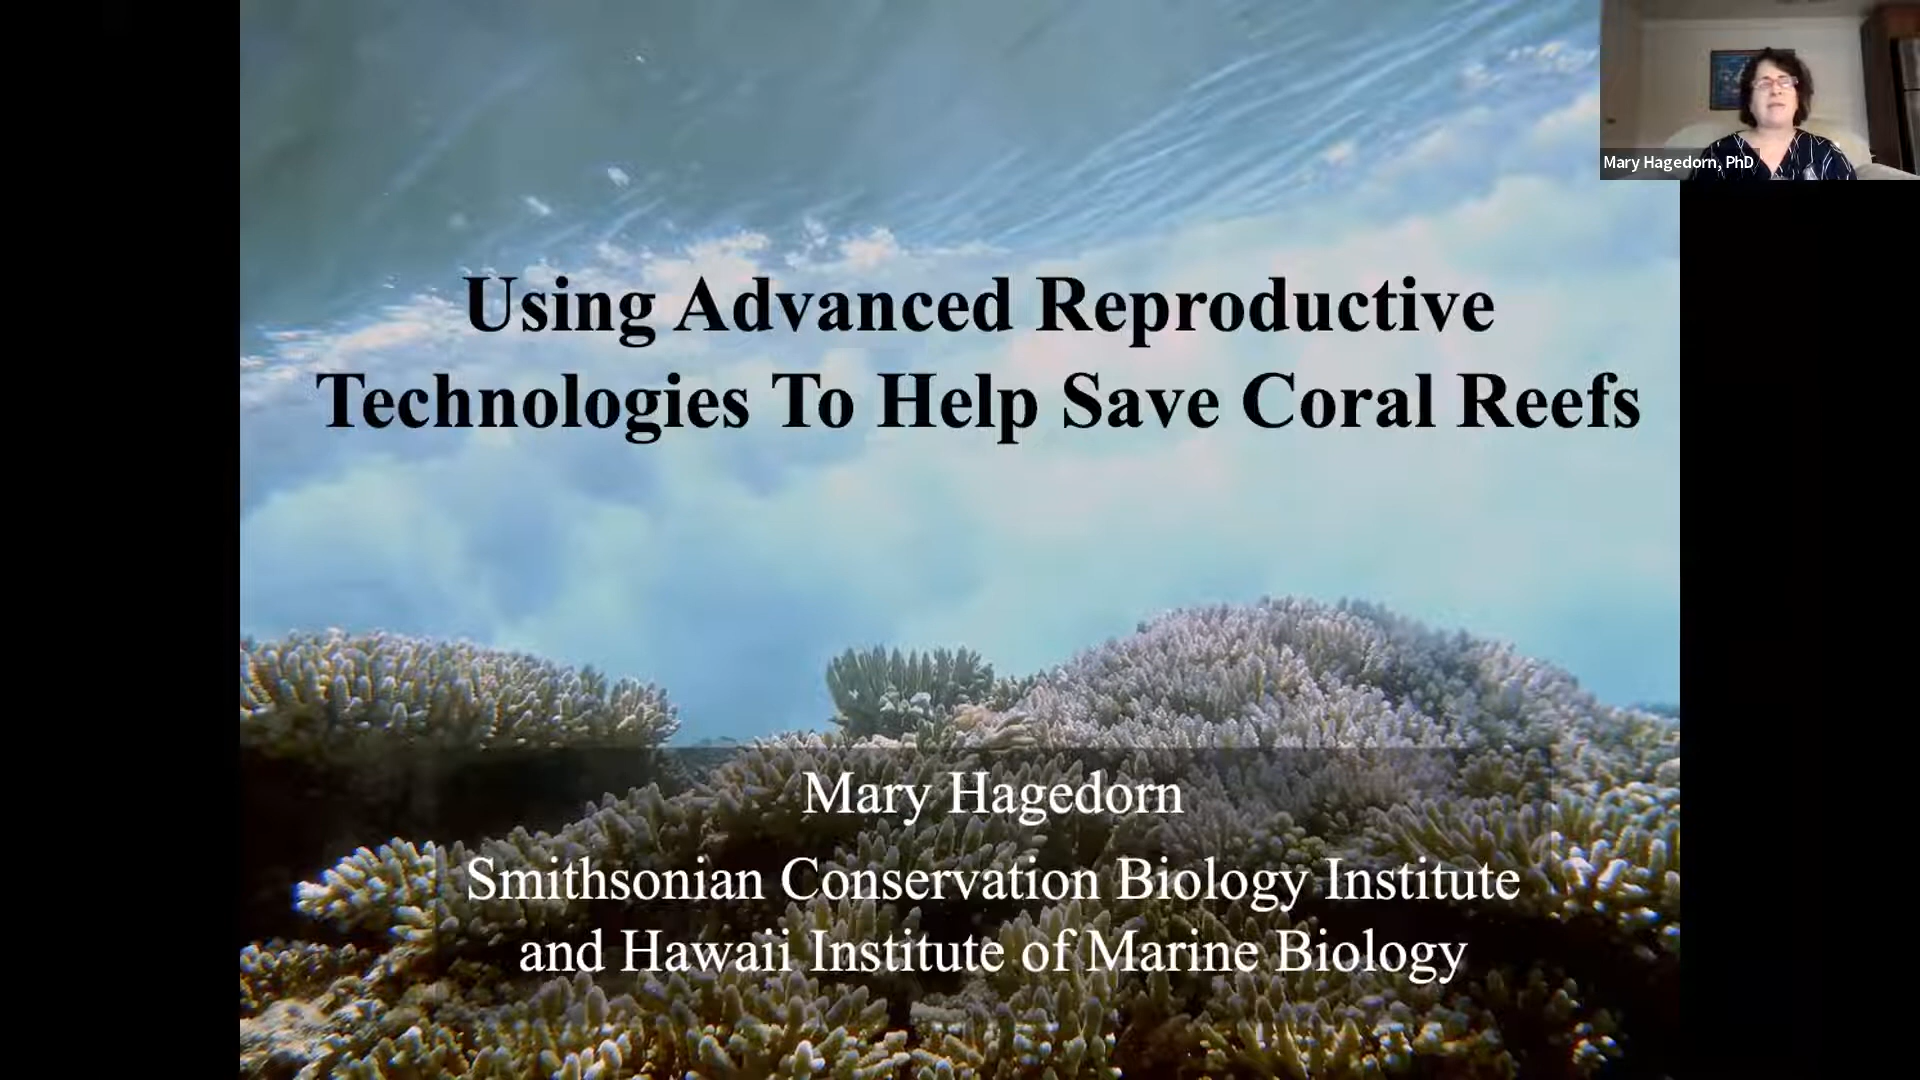 Using Advanced Reproductive
Technologies To Help Save Coral Reefs
Mary Hagedorn, PhD
Mary Hagedorn
Smithsonian Conservation Biology Institute
and Hawaii Institute of Marine Biology